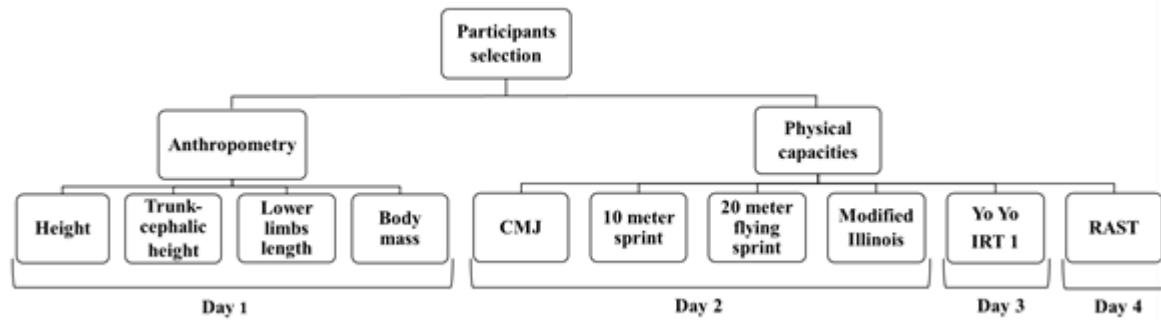 Participants
selection
Anthropometry
Physical
capacities
Height
Trunk-
cephalic
height
Lower
limbs
length
Body
mass
CMJ
10 meter
sprint
20 meter
flying
sprint
Modified
Illinois
Yo Yo
IRT 1
RAST
Day 1
Day 2
Day 3
Day 4